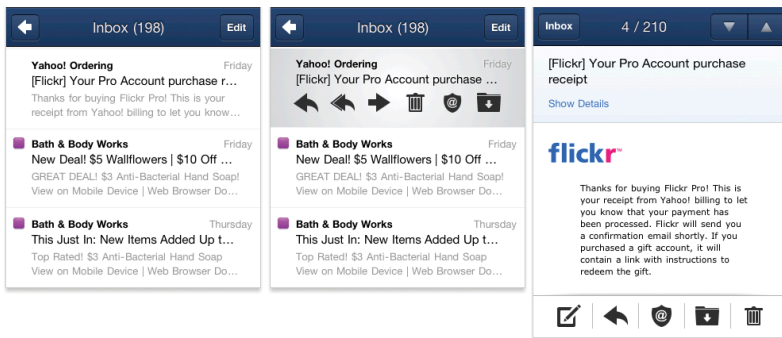 Inbox (198)
Edit
Yahoo! Ordering
Friday
[Flickr] Your Pro Account purchase r...
Thanks for buying Flickr Pro! This is your
receipt from Yahoo! billing to let you know...
Bath & Body Works
Friday
New Deal! $5 Wallflowers | $10 Off ...
GREAT DEAL! $3 Anti-Bacterial Hand Soap!
View on Mobile Device | Web Browser Do...
Bath & Body Works
Thursday
This Just In: New Items Added Up t...
Top Rated! $3 Anti-Bacterial Hand Soap
View on Mobile Device | Web Browser Do...
Inbox (198)
Edit
Yahoo! Ordering
Friday
[Flickr] Your Pro Account purchase ...
@
Bath & Body Works
Friday
New Deal! $5 Wallflowers | $10 Off ...
GREAT DEAL! $3 Anti-Bacterial Hand Soap!
View on Mobile Device | Web Browser Do...
Bath & Body Works
Thursday
This Just In: New Items Added Up t...
Top Rated! $3 Anti-Bacterial Hand Soap
View on Mobile Device | Web Browser Do...
Inbox
4 / 210
[Flickr] Your Pro Account purchase
receipt
Show Details
flickr™
Thanks for buying Flickr Pro! This is
your receipt from Yahoo! billing to let
you know that your payment has
been processed. Flickr will send you
a confirmation email shortly. If you
purchased a gift account, it will
contain a link with instructions to
redeem the gift.
@